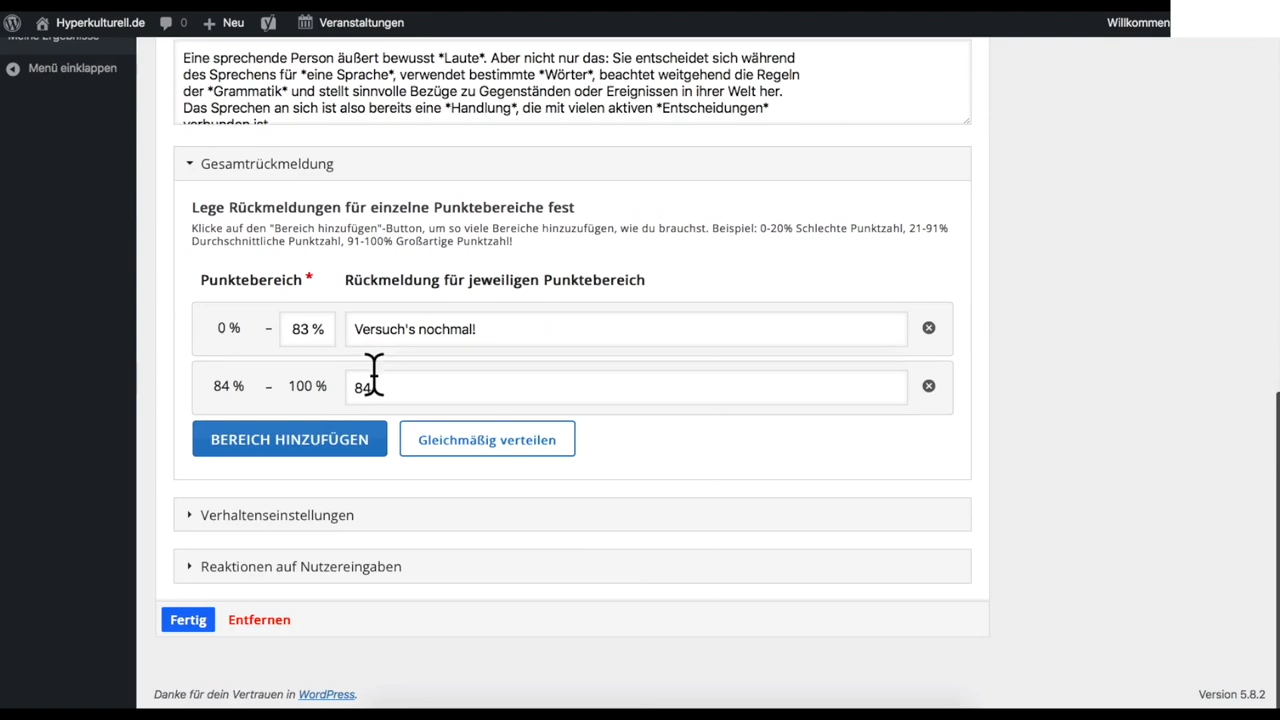 Hyperkulturell.de 0 Neu Veranstaltungen Willkommen
Meine Ergebnisse
Menü einklappen
Eine sprechende Person äußert bewusst *Laute*. Aber nicht nur das: Sie entscheidet sich während
des Sprechens für *eine Sprache*, verwendet bestimmte *Wörter*, beachtet weitgehend die Regeln
der *Grammatik* und stellt sinnvolle Bezüge zu Gegenständen oder Ereignissen in ihrer Welt her.
Das Sprechen an sich ist also bereits eine *Handlung*, die mit vielen aktiven *Entscheidungen*
verbunden ist
Gesamtrückmeldung
Lege Rückmeldungen für einzelne Punktebereiche fest
Klicke auf den "Bereich hinzufügen"-Button, um so viele Bereiche hinzuzufügen, wie du brauchst. Beispiel: 0-20% Schlechte Punktzahl, 21-91%
Durchschnittliche Punktzahl, 91-100% Großartige Punktzahl!
Punktebereich * Rückmeldung für jeweiligen Punktebereich
0 % – 83 % Versuch's nochmal!
84 % – 100 % 84
BEREICH HINZUFÜGEN Gleichmäßig verteilen
Verhaltenseinstellungen
Reaktionen auf Nutzereingaben
Fertig Entfernen
Danke für dein Vertrauen in WordPress. Version 5.8.2